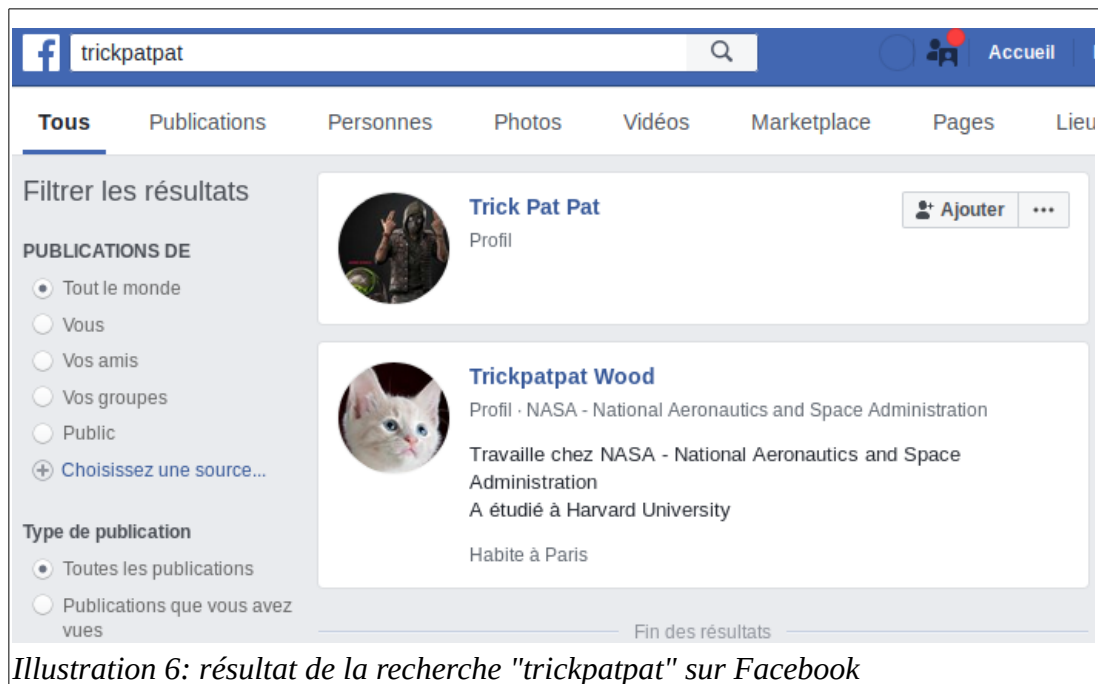 trickpatpat
Accueil
Tous Publications Personnes Photos Vidéos Marketplace Pages Lieu
Filtrer les résultats
PUBLICATIONS DE
Tout le monde
Vous
Vos amis
Vos groupes
Public
Choisissez une source...
Type de publication
Toutes les publications
Publications que vous avez
vues
Trick Pat Pat
Profil
Ajouter
Trickpatpat Wood
Profil · NASA - National Aeronautics and Space Administration
Travaille chez NASA - National Aeronautics and Space
Administration
A étudié à Harvard University
Habite à Paris
Fin des résultats
Illustration 6: résultat de la recherche "trickpatpat" sur Facebook